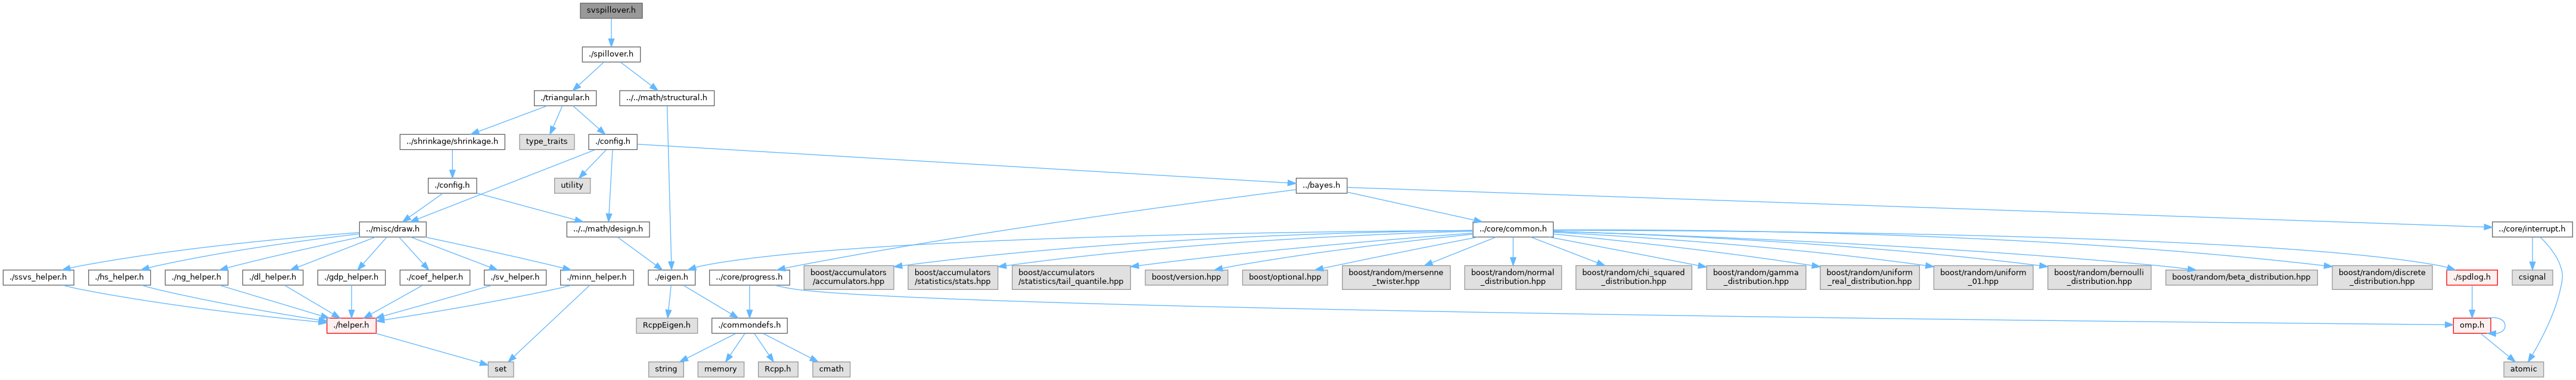 svspillover.h
./spillover.h
./triangular.h
../../math/structural.h
../shrinkage/shrinkage.h
type_traits
./config.h
./config.h
utility
../bayes.h
../misc/draw.h
../../math/design.h
../core/common.h
../core/interrupt.h
./ssvs_helper.h
./hs_helper.h
./ng_helper.h
./dl_helper.h
./gdp_helper.h
./coef_helper.h
./sv_helper.h
./minn_helper.h
./eigen.h
../core/progress.h
boost/accumulators
/accumulators.hpp
boost/accumulators
/statistics/stats.hpp
boost/accumulators
/statistics/tail_quantile.hpp
boost/version.hpp
boost/optional.hpp
boost/random/mersenne
_twister.hpp
boost/random/normal
_distribution.hpp
boost/random/chi_squared
_distribution.hpp
boost/random/gamma
_distribution.hpp
boost/random/uniform
_real_distribution.hpp
boost/random/uniform
_01.hpp
boost/random/bernoulli
_distribution.hpp
boost/random/beta_distribution.hpp
boost/random/discrete
_distribution.hpp
./spdlog.h
csignal
./helper.h
RcppEigen.h
./commondefs.h
omp.h
set
string
memory
Rcpp.h
cmath
atomic